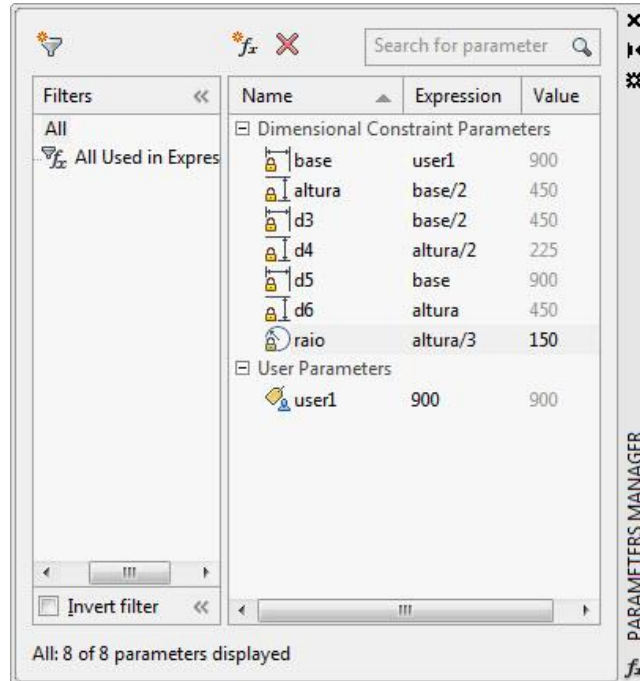 fx
Search for parameter
Filters «
Name Expression Value
All
All Used in Expres
Dimensional Constraint Parameters
base user1 900
altura base/2 450
d3 base/2 450
d4 altura/2 225
d5 base 900
d6 altura 450
raio altura/3 150
User Parameters
user1 900 900
Invert filter «
All: 8 of 8 parameters displayed
PARAMETERS MANAGER
fx